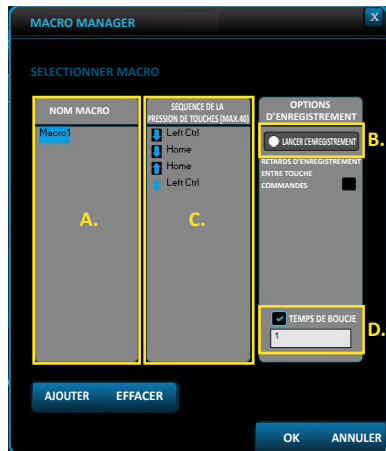 MACRO MANAGER
X
SELECTIONNER MACRO
NOM MACRO
Macro1
A.
SEQUENCE DE LA
PRESSION DE TOUCHES (MAX.40)
Left Ctrl
Home
Home
Left Ctrl
C.
OPTIONS
D'ENREGISTREMENT
LANCER L'ENREGISTREMENT
B.
RETARDS D'ENREGISTREMENT
ENTRE TOUCHE
COMMANDES
TEMPS DE BOUCJE
1
D.
AJOUTER EFFACER
OK ANNULER